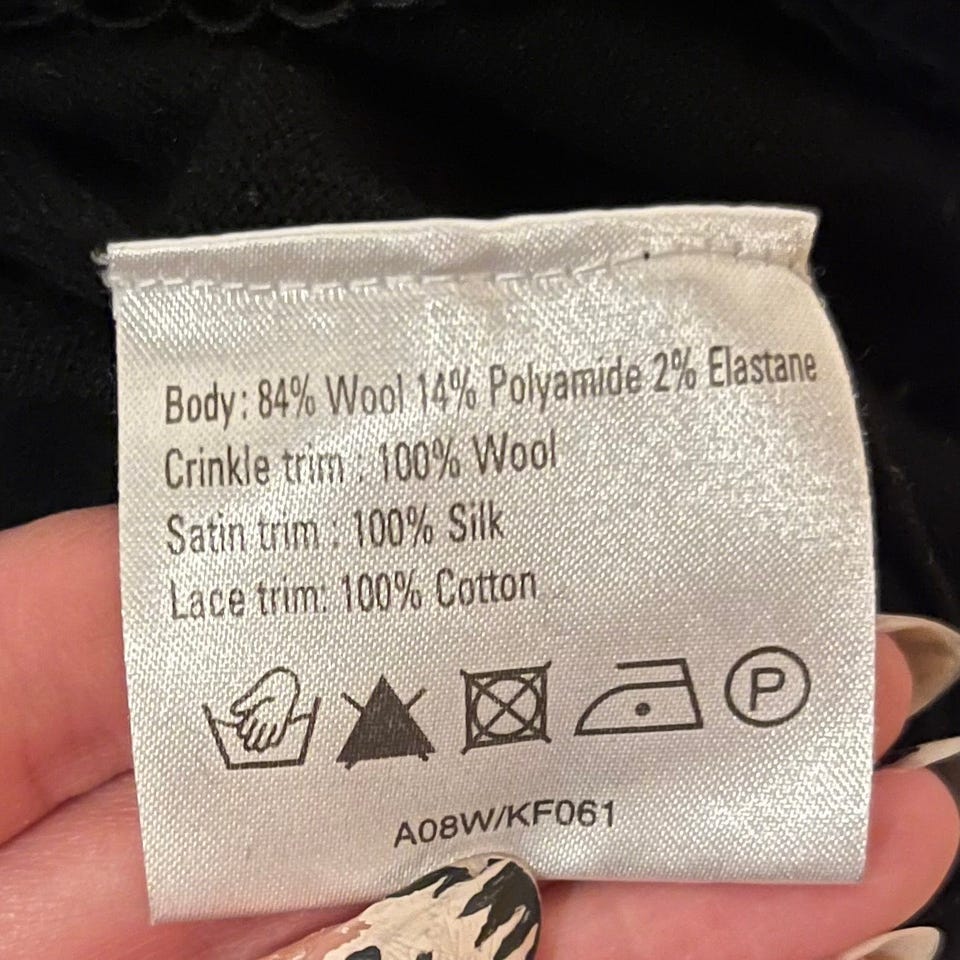 Body: 84% Wool 14% Polyamide 2% Elastane
Crinkle trim : 100% Wool
Satin trim : 100% Silk
Lace trim: 100% Cotton
P
A08W/KF061